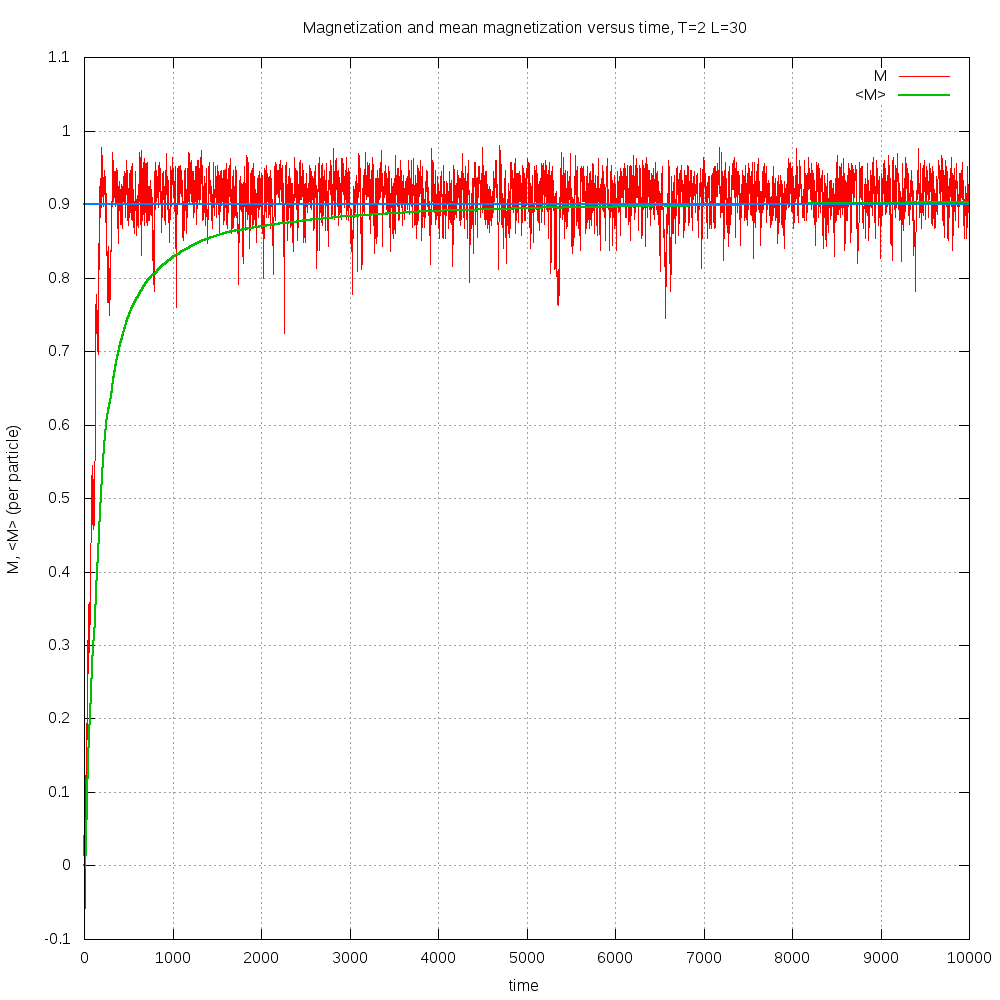 Magnetization and mean magnetization versus time, T=2 L=30
M
<M>
M, <M> (per particle)
1.1
1
0.9
0.8
0.7
0.6
0.5
0.4
0.3
0.2
0.1
0
-0.1
0 1000 2000 3000 4000 5000 6000 7000 8000 9000 10000
time